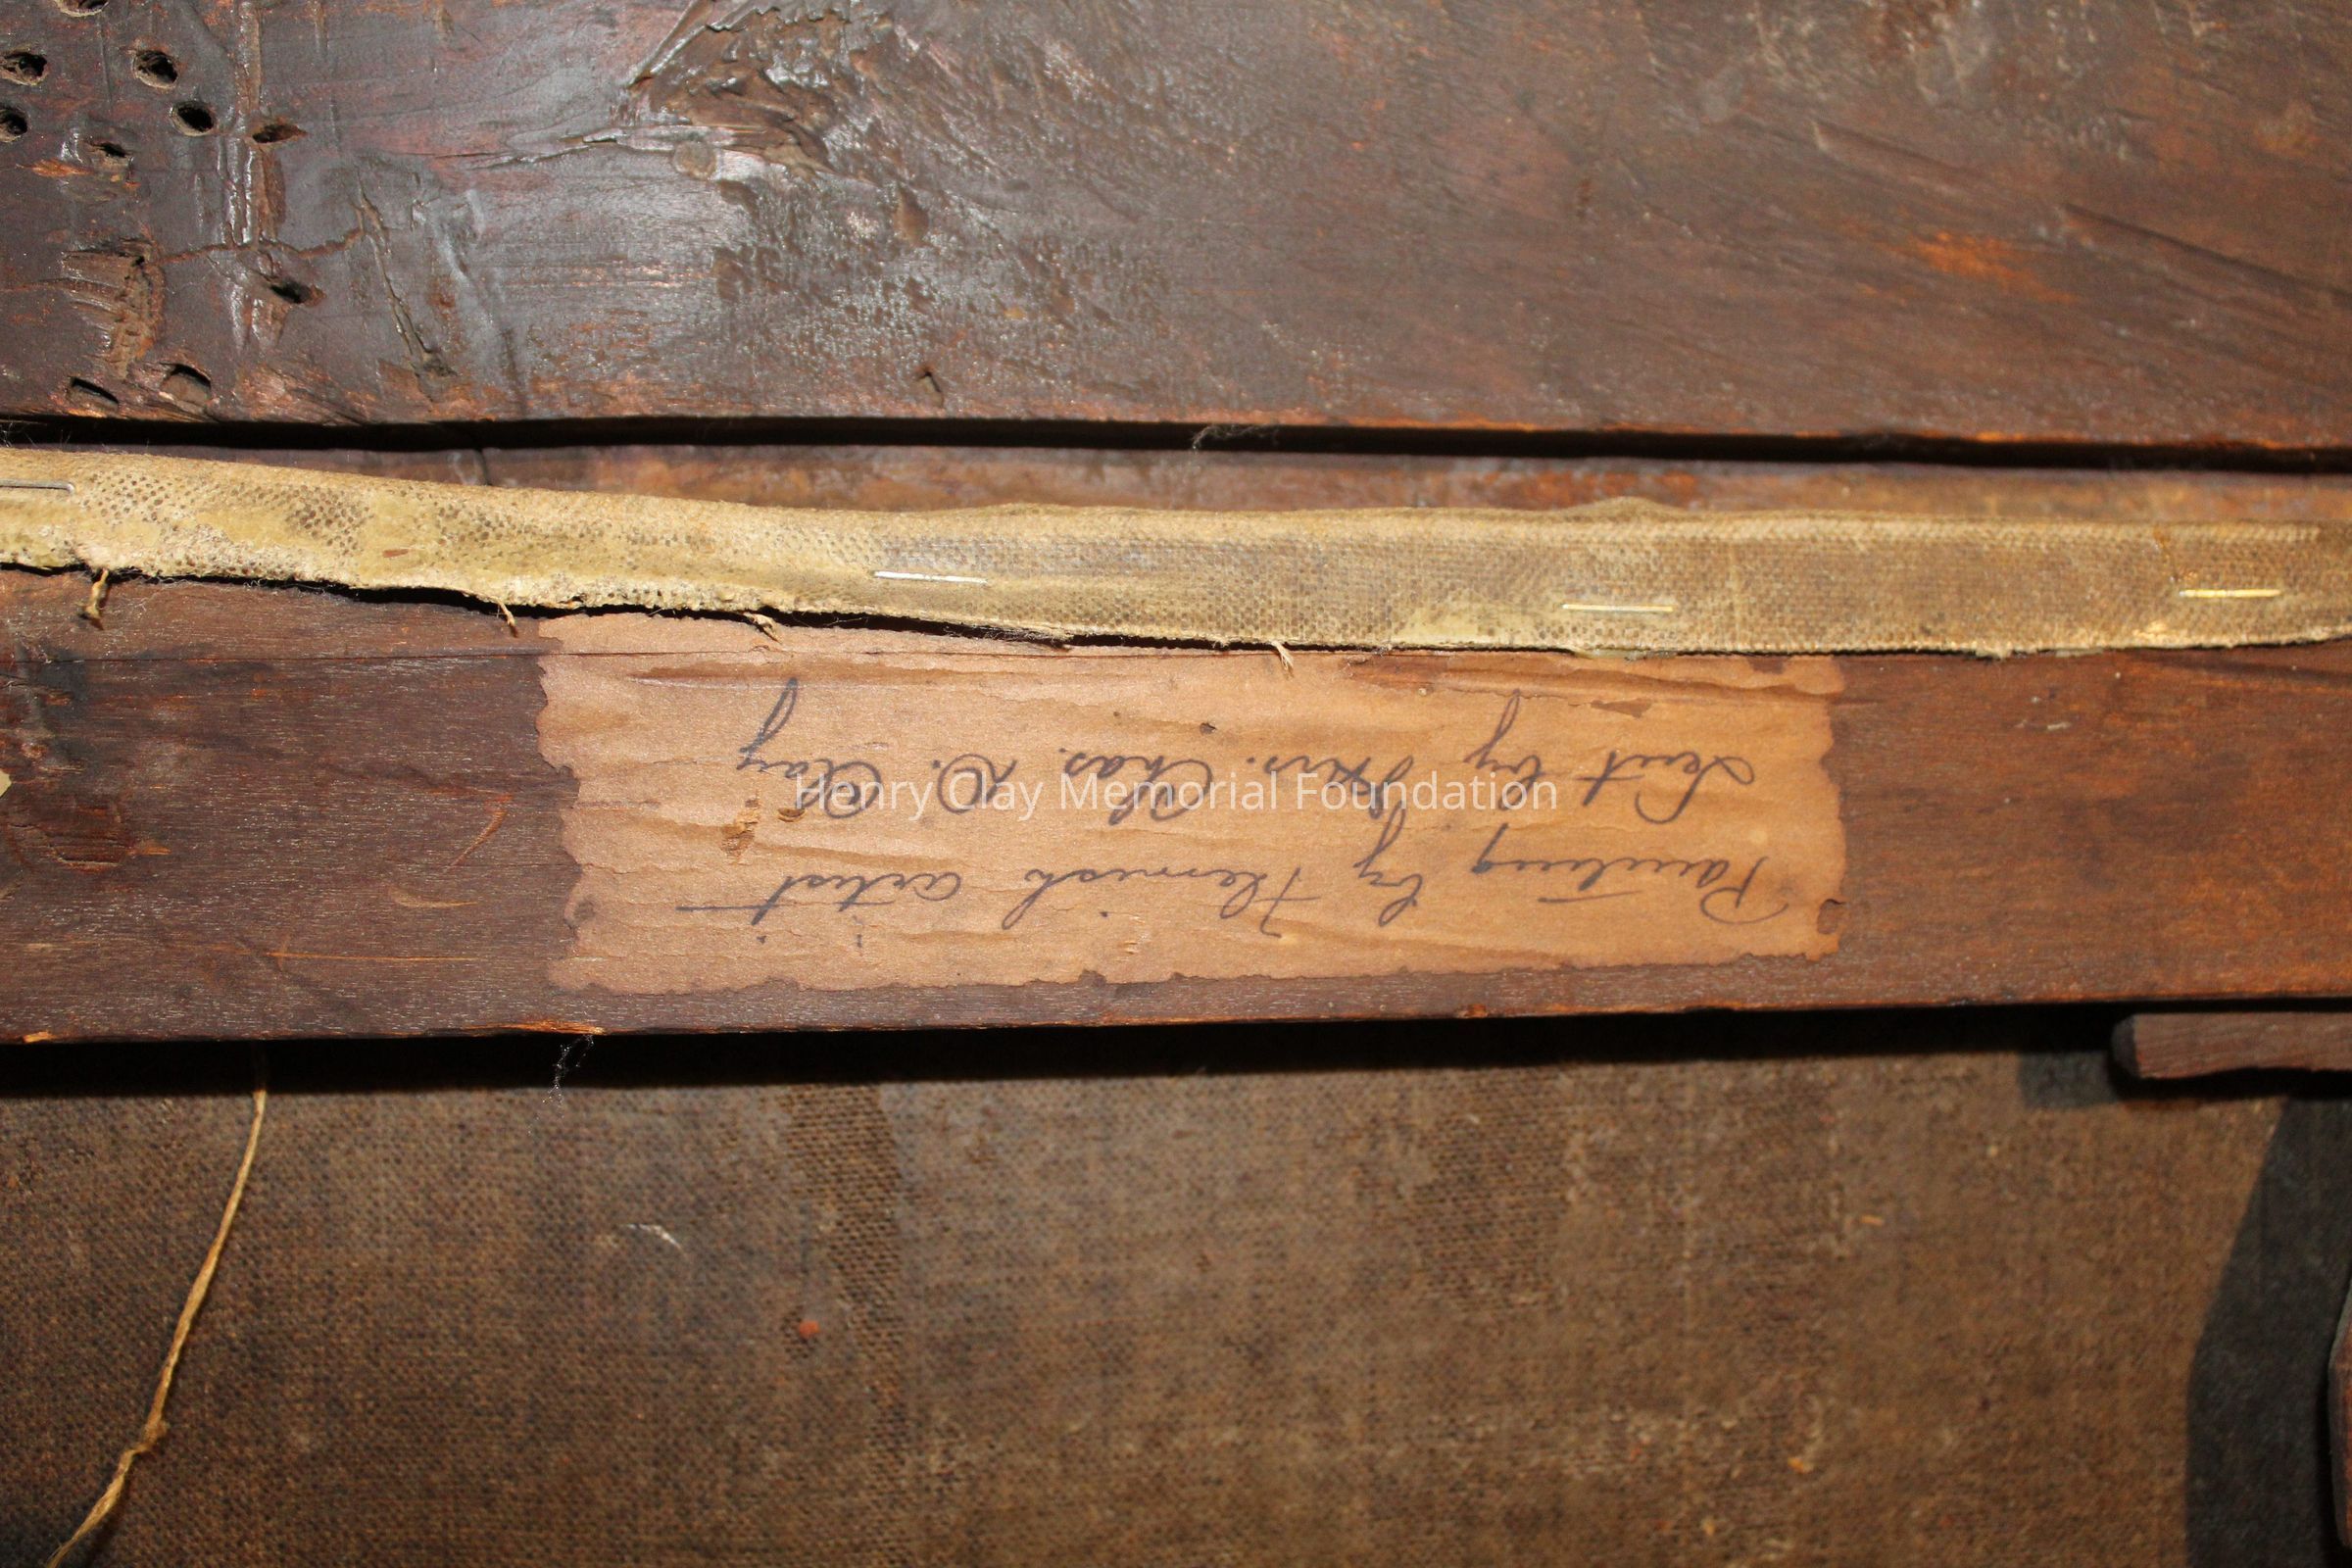 Painting by Flemish artist —
Lent by Mrs. Chas. D. Clay
Henry Clay Memorial Foundation